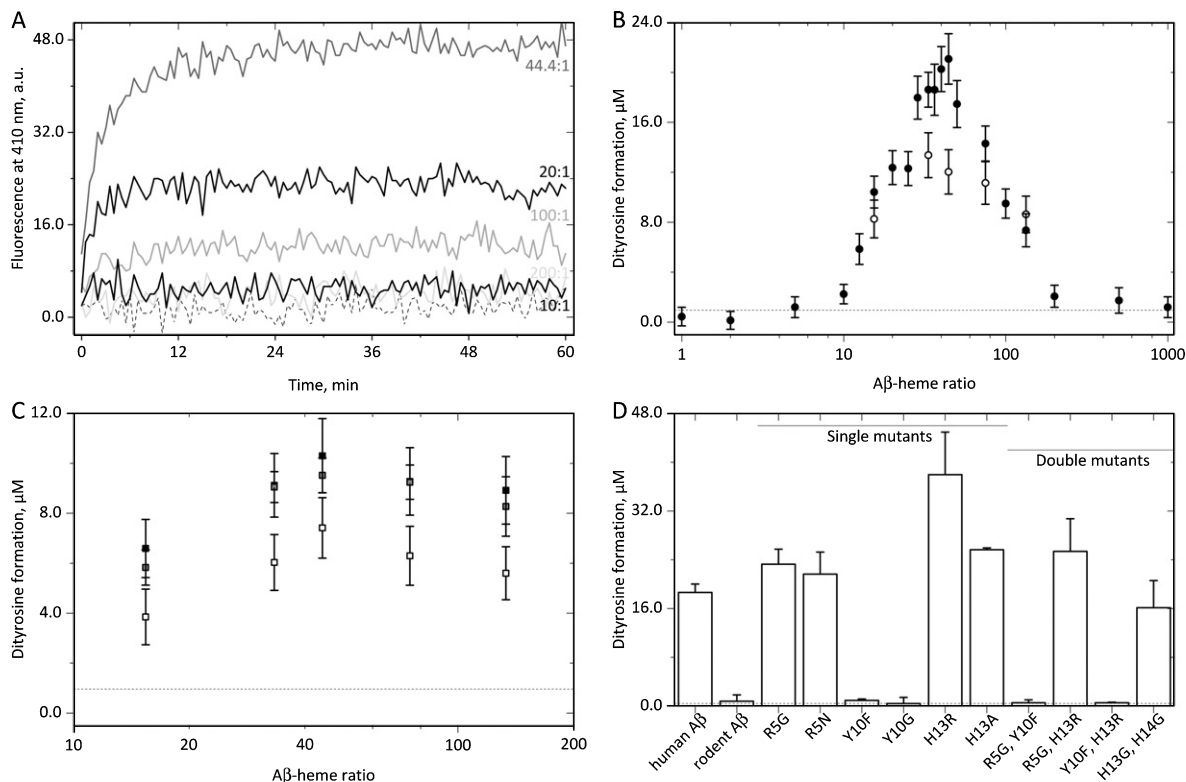 A
48.0
32.0
16.0
0.0
Fluorescence at 410 nm, a.u.
44.4:1
20:1
100:1
200:1
10:1
0
12
24
36
48
60
Time, min
B
24.0
16.0
8.0
0.0
Dityrosine formation, µM
1
10
100
1000
Aβ-heme ratio
C
12.0
8.0
4.0
0.0
Dityrosine formation, µM
10
20
40
100
200
Aβ-heme ratio
D
48.0
32.0
16.0
0.0
Dityrosine formation, µM
Single mutants
Double mutants
human Aβ
rodent Aβ
R5G
R5N
Y10F
Y10G
H13R
H13A
R5G, Y10F
R5G, H13R
Y10F, H13R
H13G, H14G